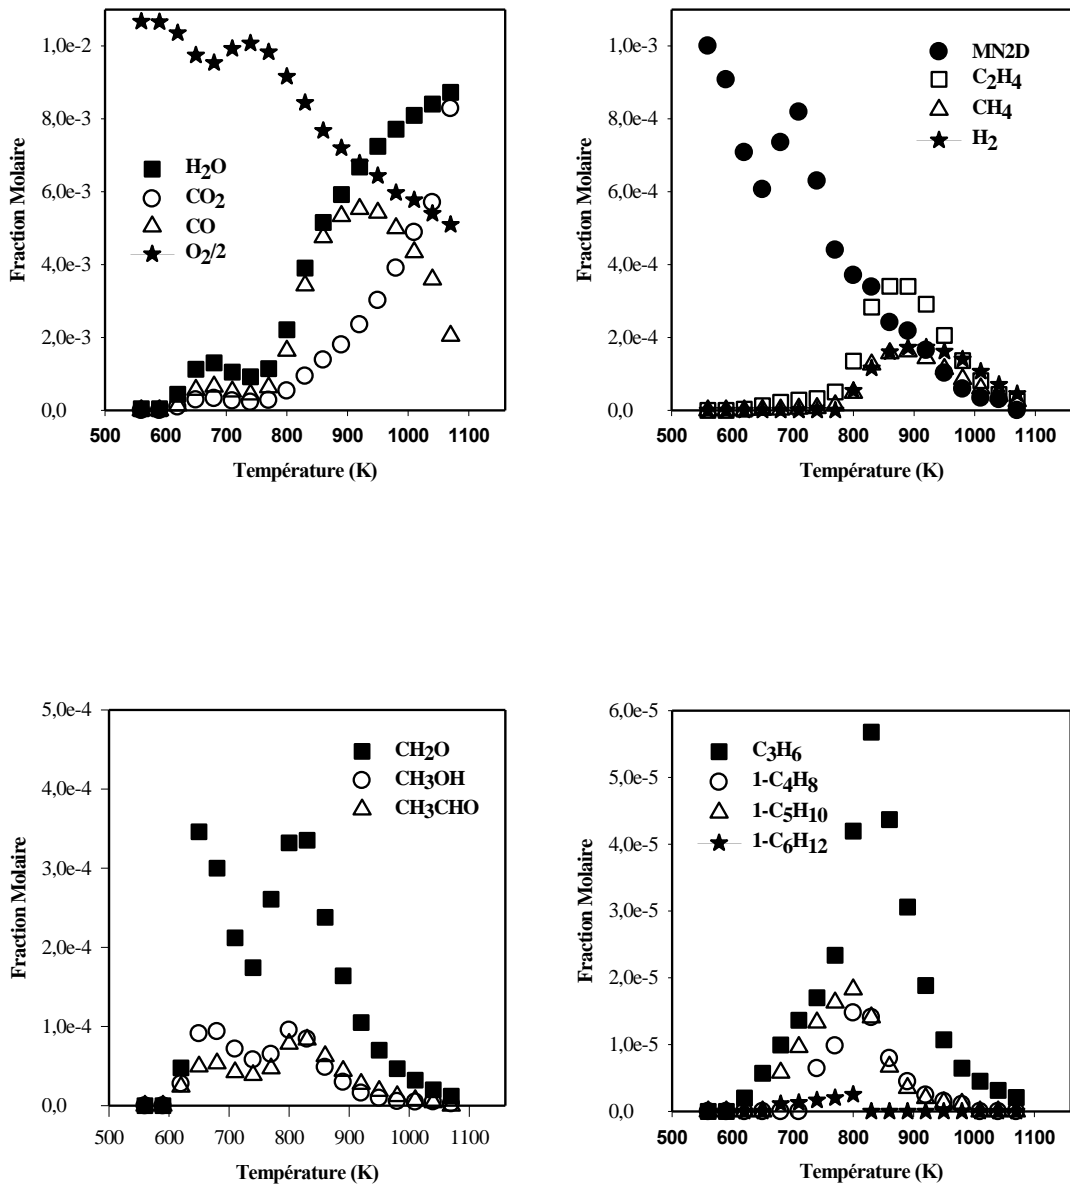 1,0e-2
8,0e-3
6,0e-3
4,0e-3
2,0e-3
0,0
Fraction Molaire
H2O
CO2
CO
O2/2
500 600 700 800 900 1000 1100
Température (K)
1,0e-3
8,0e-4
6,0e-4
4,0e-4
2,0e-4
0,0
Fraction Molaire
MN2D
C2H4
CH4
H2
500 600 700 800 900 1000 1100
Température (K)
5,0e-4
4,0e-4
3,0e-4
2,0e-4
1,0e-4
0,0
Fraction Molaire
CH2O
CH3OH
CH3CHO
500 600 700 800 900 1000 1100
Température (K)
6,0e-5
5,0e-5
4,0e-5
3,0e-5
2,0e-5
1,0e-5
0,0
Fraction Molaire
C3H6
1-C4H8
1-C5H10
1-C6H12
500 600 700 800 900 1000 1100
Température (K)